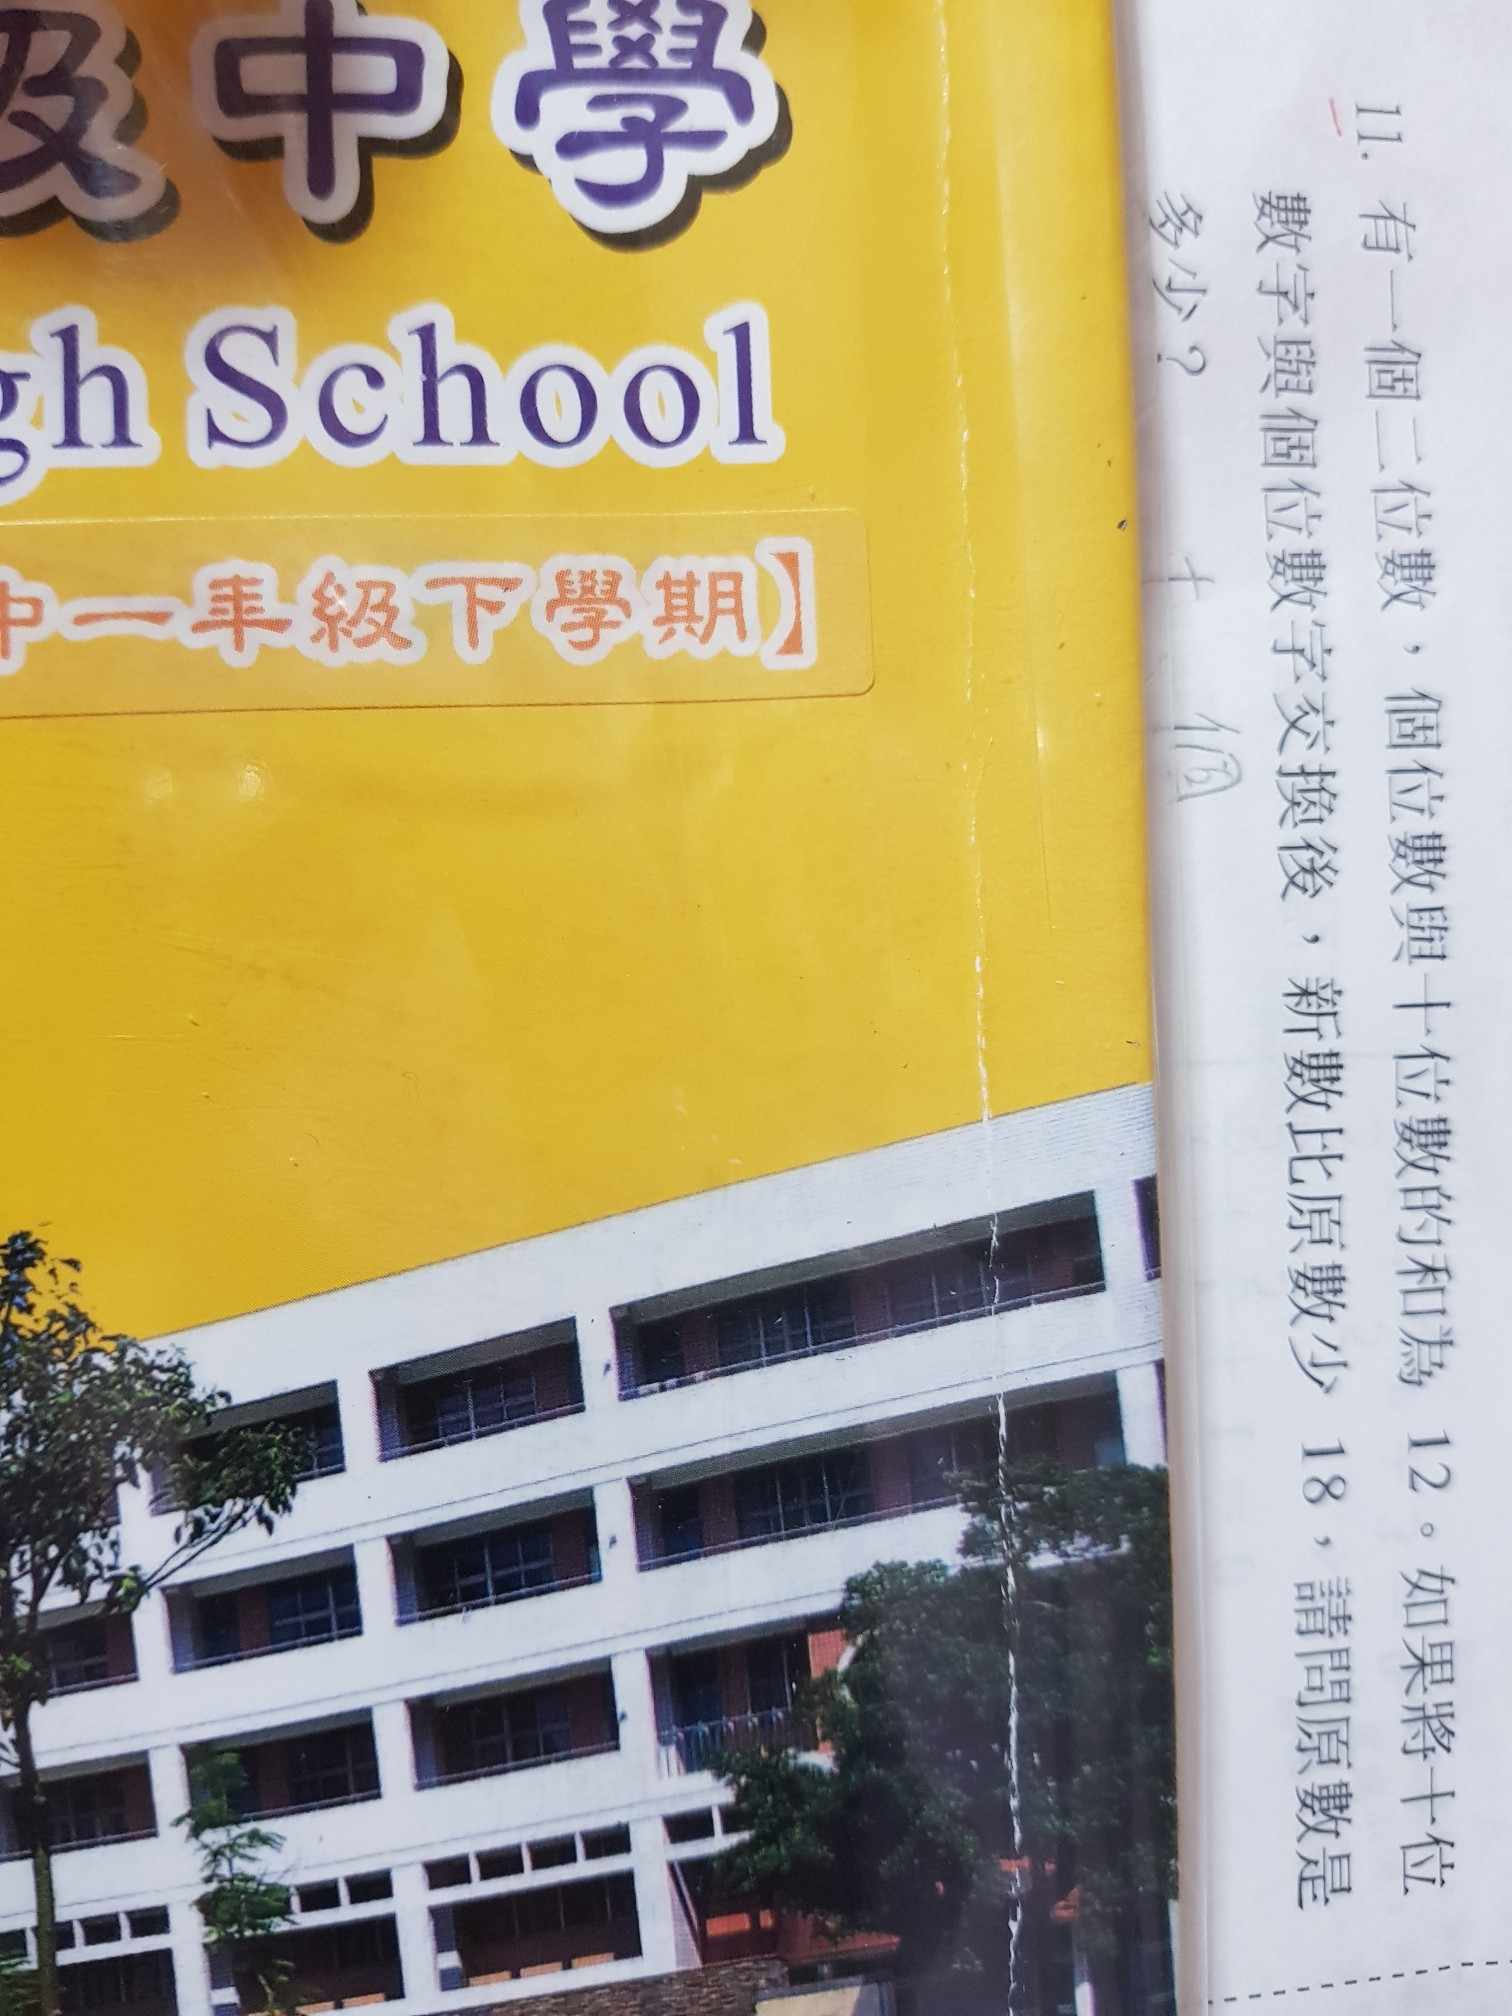 級中學
gh School
中一年級下學期】
11. 有一個二位數，個位數與十位數的和為 12。如果將十位
數字與個位數字交換後，新數比原數少 18，請問原數是
多少？
十 個